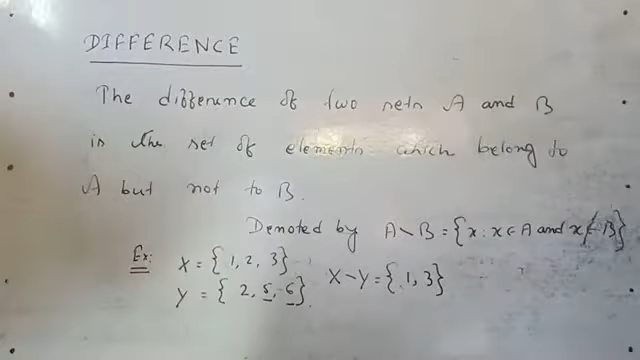 DIFFERENCE
The difference of two sets A and B
is the set of elements which belong to
A but not to B.
Denoted by A∖B = {x : x ∈ A and x ∉ B}
Ex: X = {1, 2, 3}
X − Y = {1, 3}
Y = {2, 5, 6}.